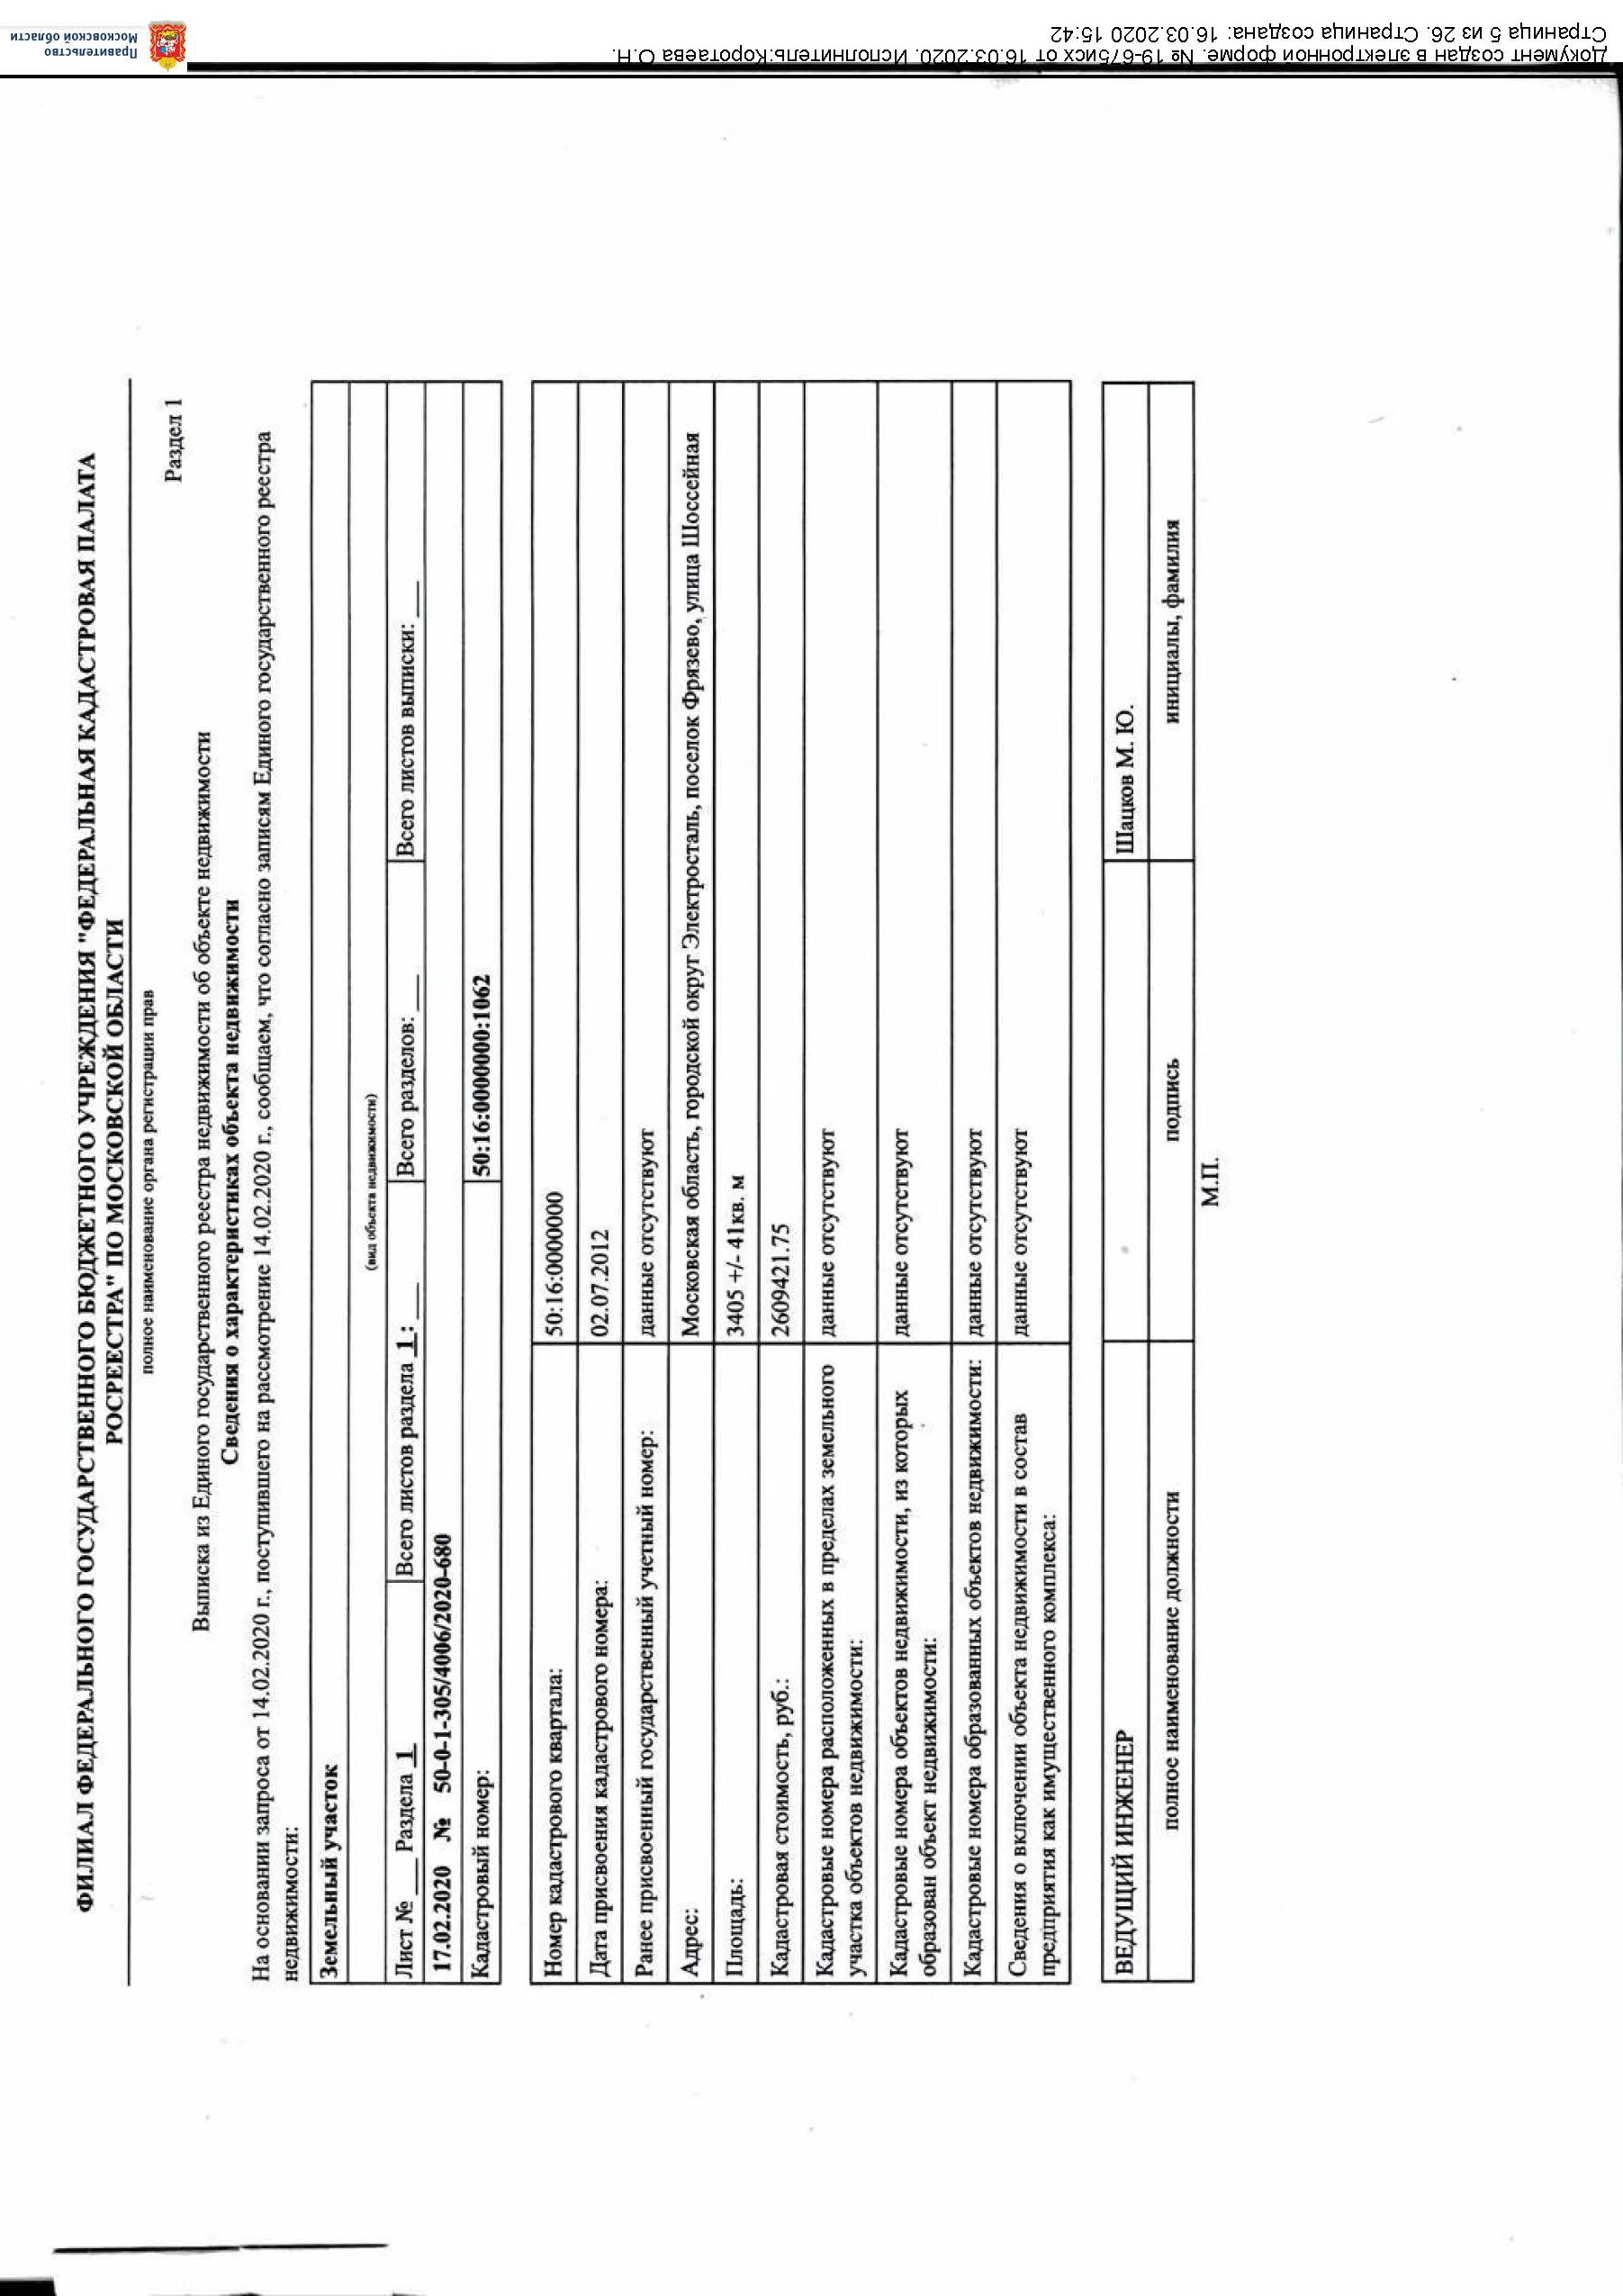 ФИЛИАЛ ФЕДЕРАЛЬНОГО ГОСУДАРСТВЕННОГО БЮДЖЕТНОГО УЧРЕЖДЕНИЯ "ФЕДЕРАЛЬНАЯ КАДАСТРОВАЯ ПАЛАТА
РОСРЕЕСТРА" ПО МОСКОВСКОЙ ОБЛАСТИ
полное наименование органа регистрации прав
Раздел 1
Выписка из Единого государственного реестра недвижимости об объекте недвижимости
Сведения о характеристиках объекта недвижимости
На основании запроса от 14.02.2020 г., поступившего на рассмотрение 14.02.2020 г., сообщаем, что согласно записям Единого государственного реестра
недвижимости:
Земельный участок
(вид объекта недвижимости)
Лист № ___ Раздела 1 Всего листов раздела 1 : ___ Всего разделов: ___ Всего листов выписки: ___
17.02.2020 № 50-0-1-305/4006/2020-680
Кадастровый номер: 50:16:0000000:1062
Номер кадастрового квартала: 50:16:0000000
Дата присвоения кадастрового номера: 02.07.2012
Ранее присвоенный государственный учетный номер: данные отсутствуют
Адрес: Московская область, городской округ Электросталь, поселок Фрязево, улица Шоссейная
Площадь: 3405 +/- 41кв. м
Кадастровая стоимость, руб.: 2609421.75
Кадастровые номера расположенных в пределах земельного данные отсутствуют
участка объектов недвижимости:
Кадастровые номера объектов недвижимости, из которых данные отсутствуют
образован объект недвижимости:
Кадастровые номера образованных объектов недвижимости: данные отсутствуют
Сведения о включении объекта недвижимости в состав данные отсутствуют
предприятия как имущественного комплекса:
ВЕДУЩИЙ ИНЖЕНЕР Шацков М. Ю.
полное наименование должности подпись инициалы, фамилия
М.П.
Документ создан в электронной форме. № 19-675исх от 16.03.2020. Исполнитель:Коротаева О.Н.
Страница 5 из 26. Страница создана: 16.03.2020 15:42
Правительство
Московской области